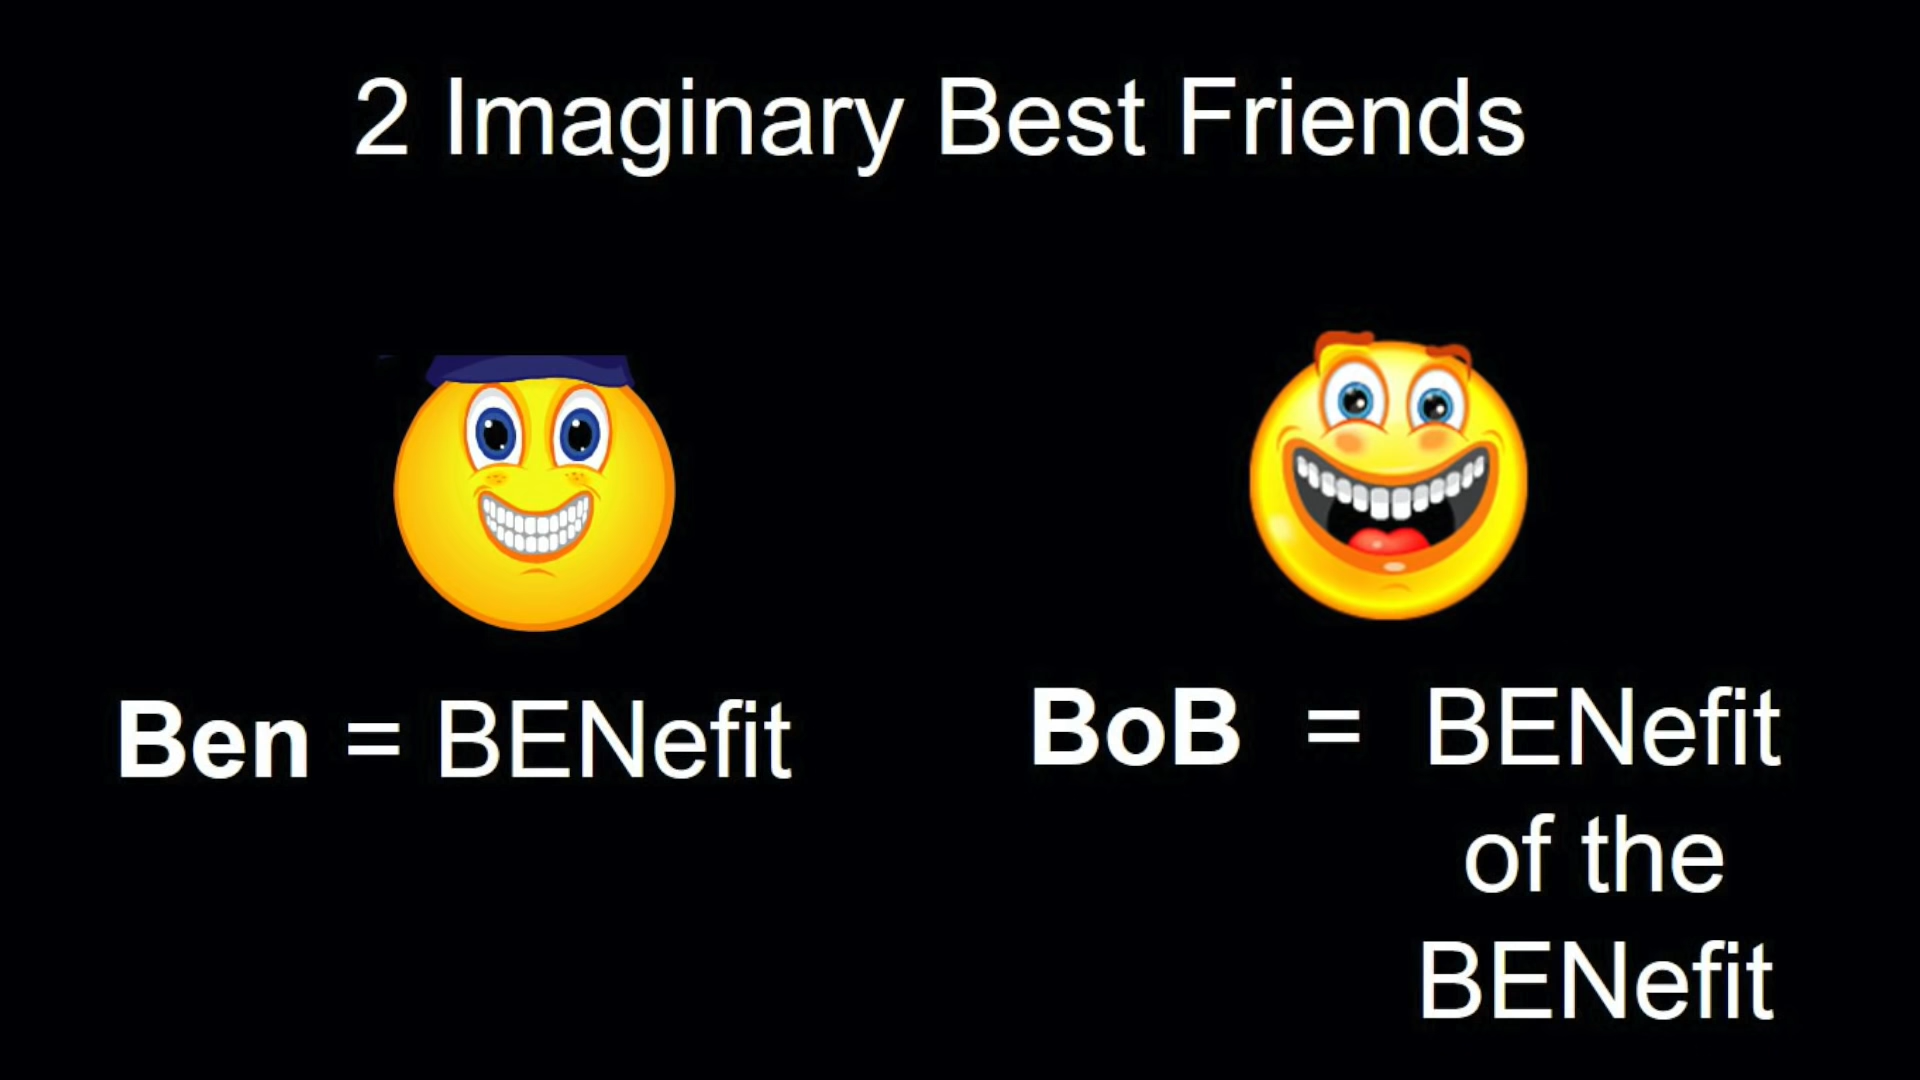 2 Imaginary Best Friends
Ben = BENefit
BoB = BENefit
of the
BENefit